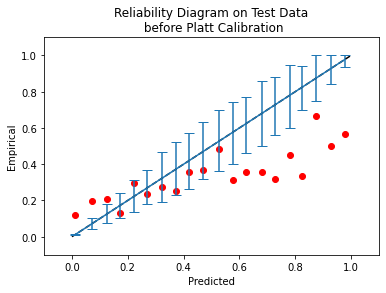 Reliability Diagram on Test Data
before Platt Calibration
Empirical
1.0
0.8
0.6
0.4
0.2
0.0
0.0 0.2 0.4 0.6 0.8 1.0
Predicted